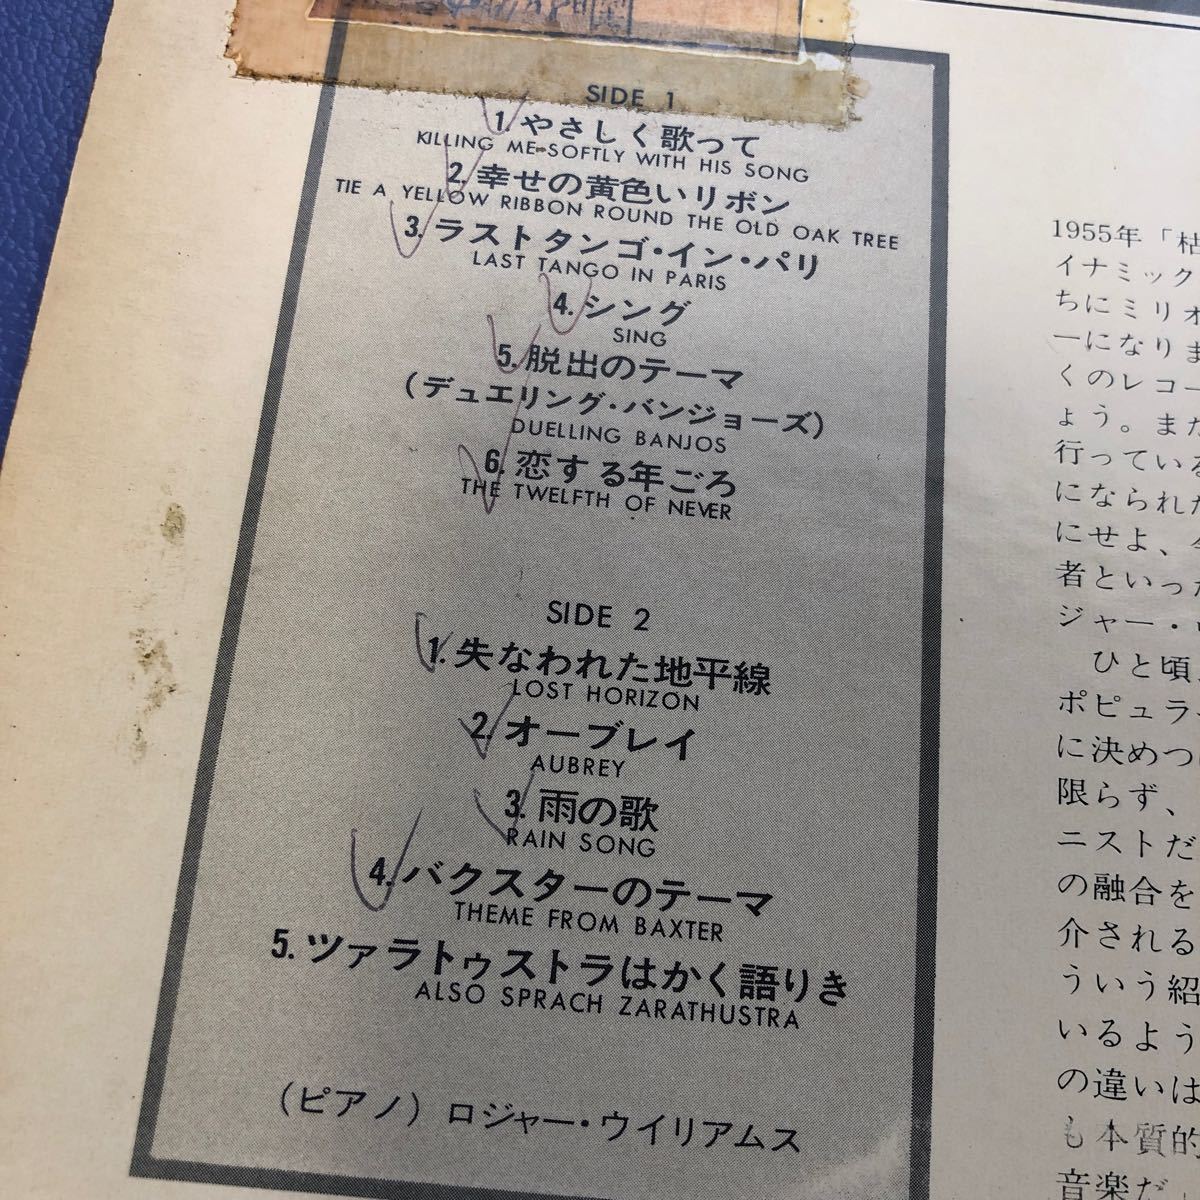 SIDE 1
1. やさしく歌って
KILLING ME SOFTLY WITH HIS SONG
2. 幸せの黄色いリボン
TIE A YELLOW RIBBON ROUND THE OLD OAK TREE
3. ラストタンゴ・イン・パリ
LAST TANGO IN PARIS
4. シング
SING
5. 脱出のテーマ
(デュエリング・バンジョーズ)
DUELLING BANJOS
6. 恋する年ごろ
THE TWELFTH OF NEVER
SIDE 2
1. 失なわれた地平線
LOST HORIZON
2. オーブレイ
AUBREY
3. 雨の歌
RAIN SONG
4. バクスターのテーマ
THEME FROM BAXTER
5. ツァラトゥストラはかく語りき
ALSO SPRACH ZARATHUSTRA
(ピアノ) ロジャー・ウイリアムス
1955年「枯
イナミック
ちにミリオ
ーになりま
くのレコー
ょう。また
行っている
になられた
にせよ、
者といった
ジャー・
ひと頃
ポピュラ
に決めつ
限らず、
ニストだ
の融合を
介される
ういう紹
いるよう
の違いは
も本質的
音楽だ